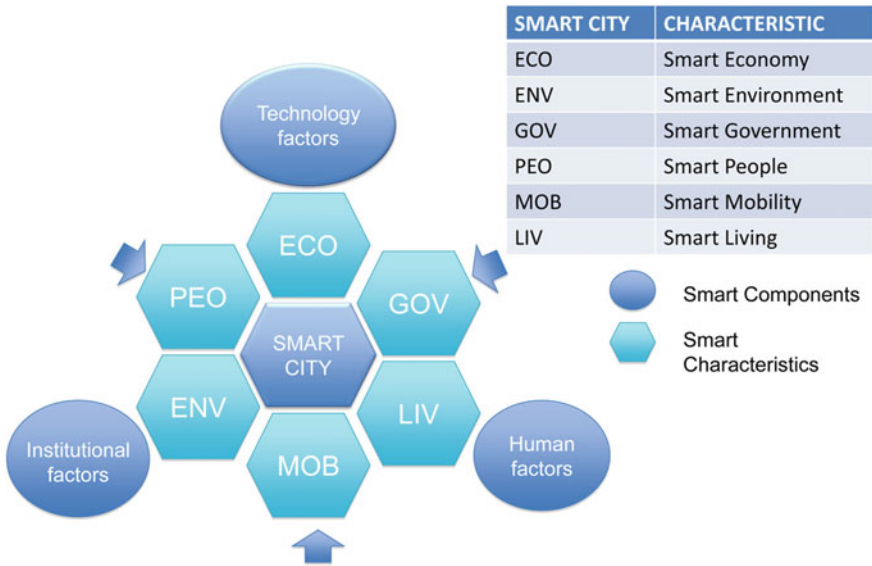 SMART CITY CHARACTERISTIC
ECO Smart Economy
ENV Smart Environment
GOV Smart Government
PEO Smart People
MOB Smart Mobility
LIV Smart Living
Technology
factors
ECO
PEO
GOV
SMART
CITY
ENV
LIV
MOB
Institutional
factors
Human
factors
Smart Components
Smart
Characteristics